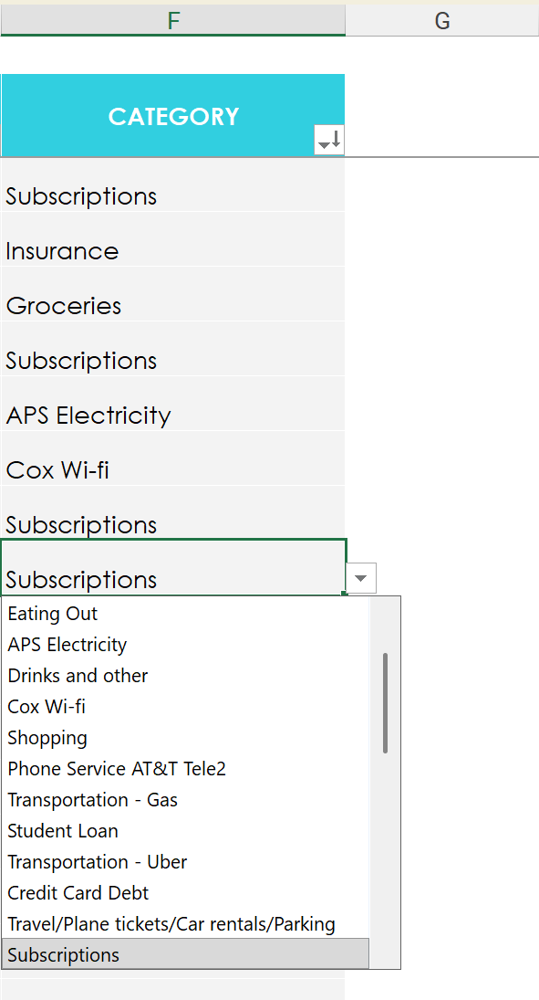 F
G
CATEGORY
Subscriptions
Insurance
Groceries
Subscriptions
APS Electricity
Cox Wi-fi
Subscriptions
Subscriptions
Eating Out
APS Electricity
Drinks and other
Cox Wi-fi
Shopping
Phone Service AT&T Tele2
Transportation - Gas
Student Loan
Transportation - Uber
Credit Card Debt
Travel/Plane tickets/Car rentals/Parking
Subscriptions